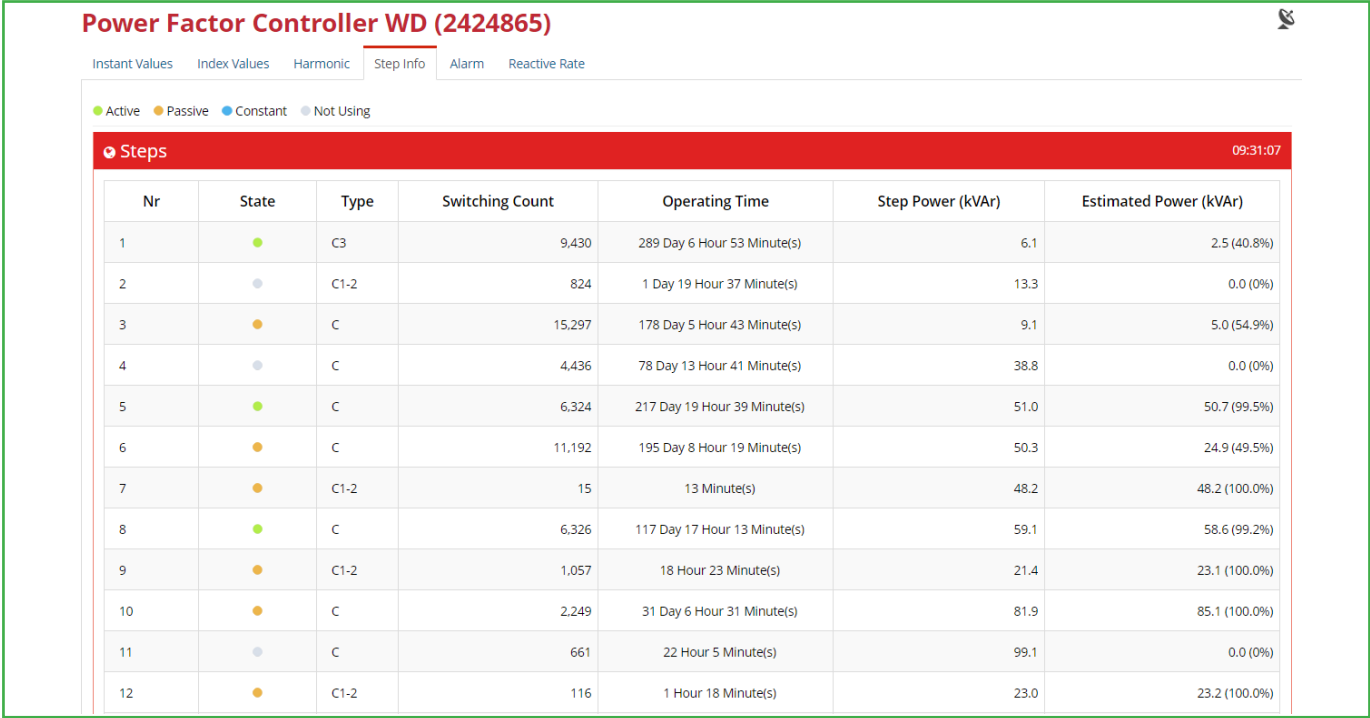 Power Factor Controller WD (2424865)
Instant Values Index Values Harmonic Step Info Alarm Reactive Rate
Active Passive Constant Not Using
Steps 09:31:07
Nr State Type Switching Count Operating Time Step Power (kVAr) Estimated Power (kVAr)
1 C3 9,430 289 Day 6 Hour 53 Minute(s) 6.1 2.5 (40.8%)
2 C1-2 824 1 Day 19 Hour 37 Minute(s) 13.3 0.0 (0%)
3 C 15,297 178 Day 5 Hour 43 Minute(s) 9.1 5.0 (54.9%)
4 C 4,436 78 Day 13 Hour 41 Minute(s) 38.8 0.0 (0%)
5 C 6,324 217 Day 19 Hour 39 Minute(s) 51.0 50.7 (99.5%)
6 C 11,192 195 Day 8 Hour 19 Minute(s) 50.3 24.9 (49.5%)
7 C1-2 15 13 Minute(s) 48.2 48.2 (100.0%)
8 C 6,326 117 Day 17 Hour 13 Minute(s) 59.1 58.6 (99.2%)
9 C1-2 1,057 18 Hour 23 Minute(s) 21.4 23.1 (100.0%)
10 C 2,249 31 Day 6 Hour 31 Minute(s) 81.9 85.1 (100.0%)
11 C 661 22 Hour 5 Minute(s) 99.1 0.0 (0%)
12 C1-2 116 1 Hour 18 Minute(s) 23.0 23.2 (100.0%)